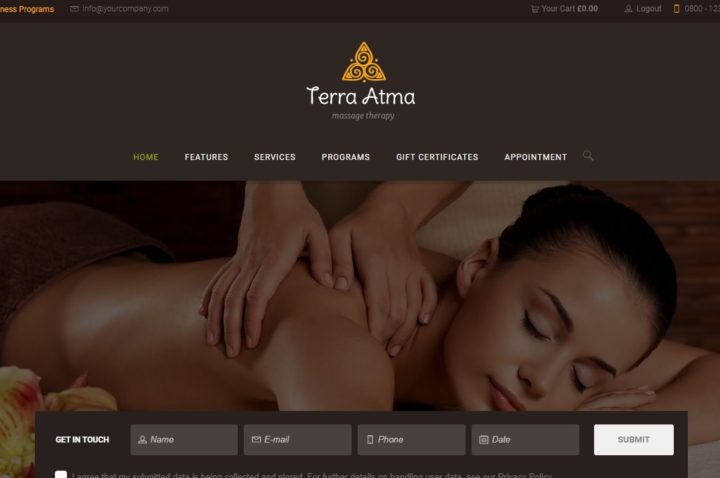 ness Programs info@yourcompany.com Your Cart £0.00 Logout 0800 - 123
Terra Atma
massage therapy
HOME FEATURES SERVICES PROGRAMS GIFT CERTIFICATES APPOINTMENT
GET IN TOUCH Name E-mail Phone Date SUBMIT
I agree that my submitted data is being collected and stored. For further details on handling user data, see our Privacy Policy